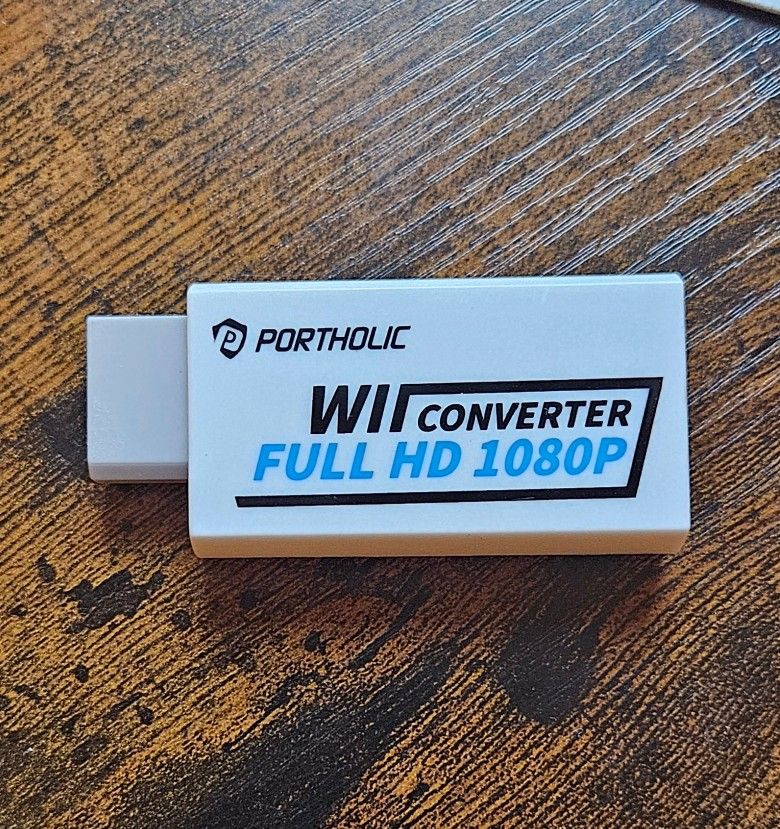 PORTHOLIC
WII CONVERTER
FULL HD 1080P